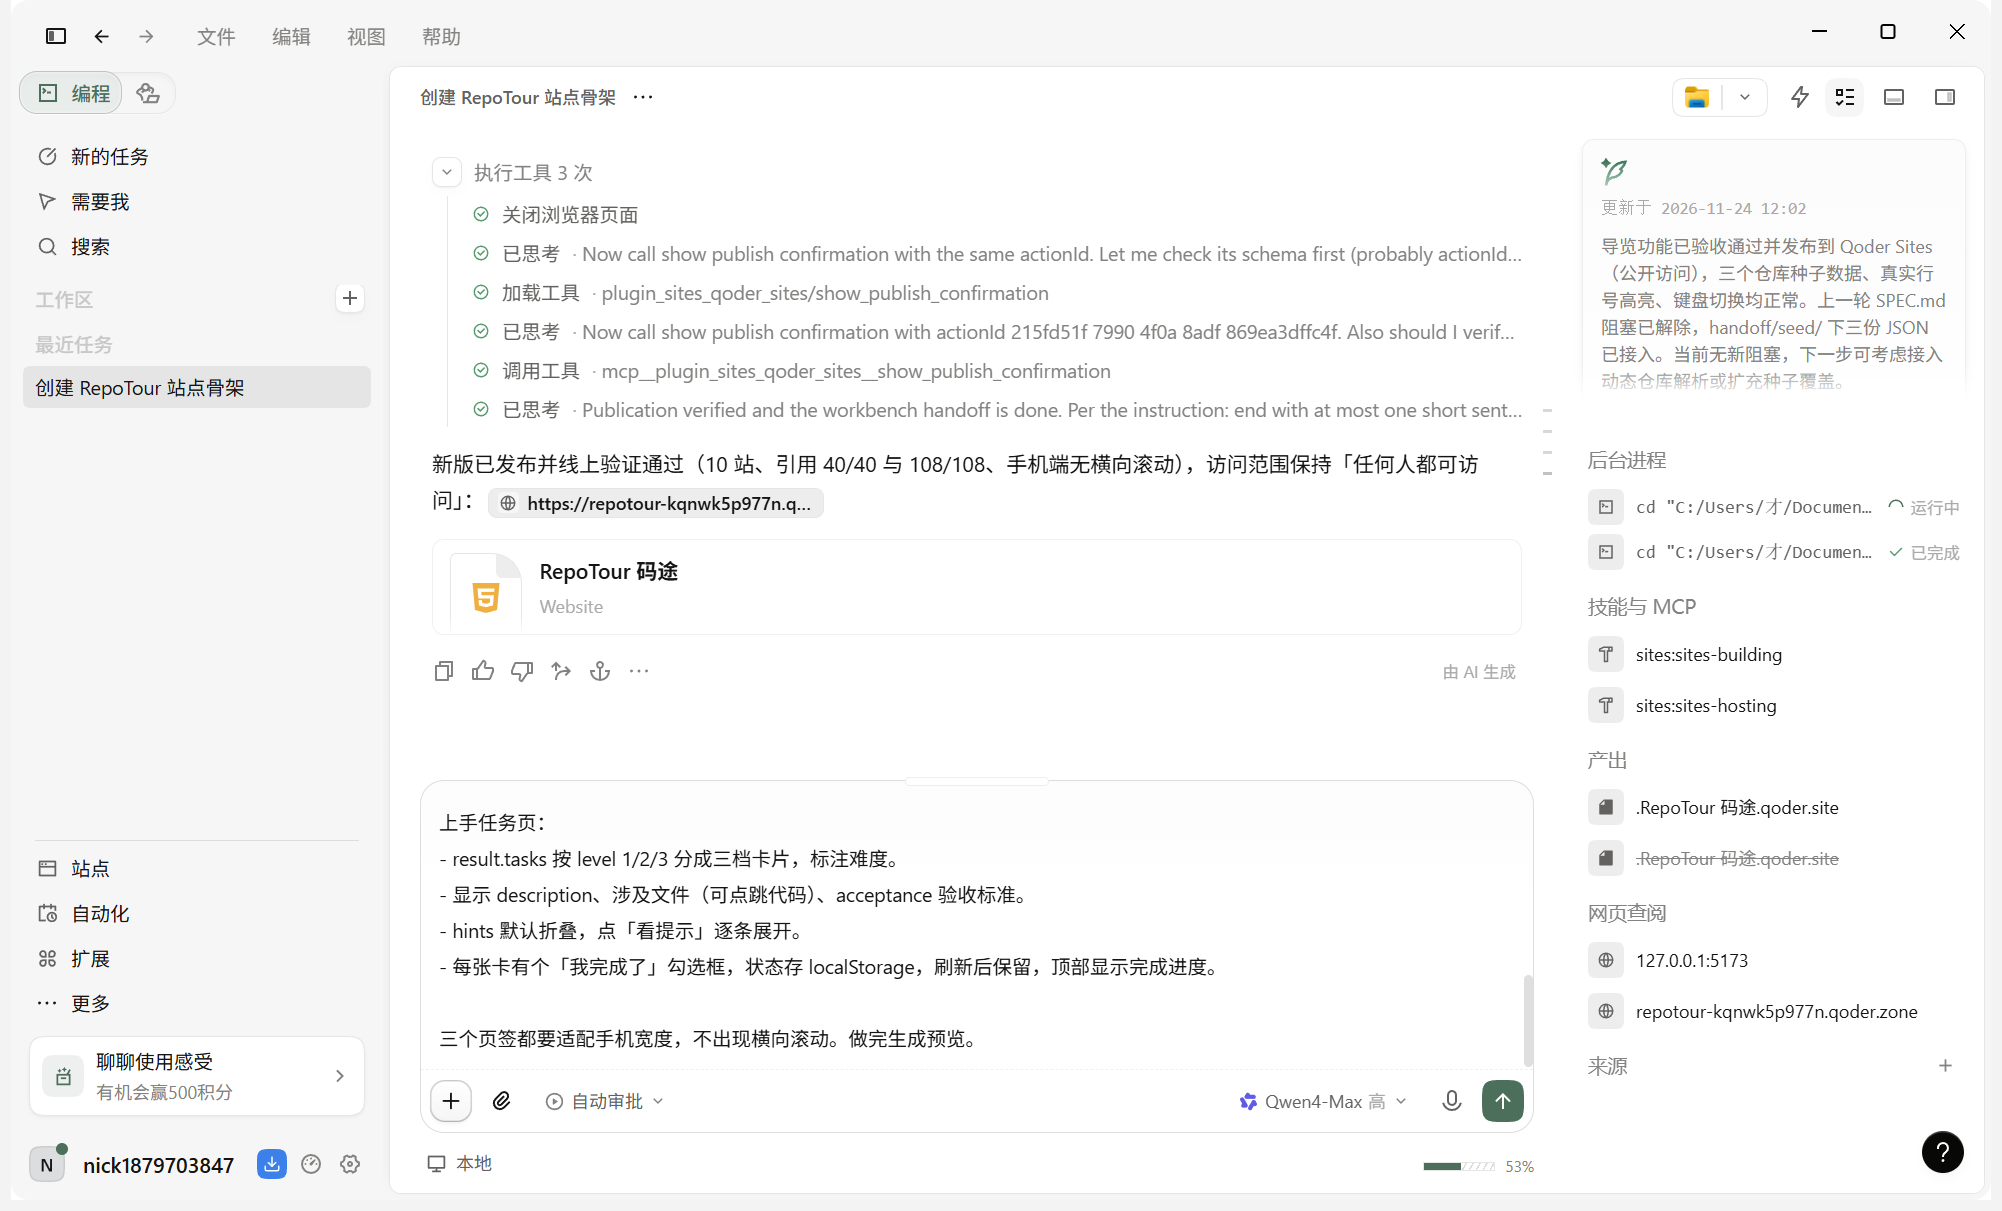 文件 编辑 视图 帮助
编程
新的任务
需要我
搜索
工作区
最近任务
创建 RepoTour 站点骨架
站点
自动化
扩展
更多
聊聊使用感受
有机会赢500积分
N nick1879703847
创建 RepoTour 站点骨架
执行工具 3 次
关闭浏览器页面
已思考 · Now call show publish confirmation with the same actionId. Let me check its schema first (probably actionId...
加载工具 · plugin_sites_qoder_sites/show_publish_confirmation
已思考 · Now call show publish confirmation with actionId 215fd51f 7990 4f0a 8adf 869ea3dffc4f. Also should I verif...
调用工具 · mcp__plugin_sites_qoder_sites__show_publish_confirmation
已思考 · Publication verified and the workbench handoff is done. Per the instruction: end with at most one short sent...
新版已发布并线上验证通过（10 站、引用 40/40 与 108/108、手机端无横向滚动），访问范围保持「任何人都可访
问」： https://repotour-kqnwk5p977n.q...
RepoTour 码途
Website
由 AI 生成
上手任务页：
- result.tasks 按 level 1/2/3 分成三档卡片，标注难度。
- 显示 description、涉及文件（可点跳代码）、acceptance 验收标准。
- hints 默认折叠，点「看提示」逐条展开。
- 每张卡有个「我完成了」勾选框，状态存 localStorage，刷新后保留，顶部显示完成进度。
三个页签都要适配手机宽度，不出现横向滚动。做完生成预览。
自动审批
Qwen4-Max 高
本地
53%
更新于 2026-11-24 12:02
导览功能已验收通过并发布到 Qoder Sites
（公开访问），三个仓库种子数据、真实行
号高亮、键盘切换均正常。上一轮 SPEC.md
阻塞已解除，handoff/seed/ 下三份 JSON
已接入。当前无新阻塞，下一步可考虑接入
动态仓库解析或扩充种子覆盖。
后台进程
cd "C:/Users/才/Documen... 运行中
cd "C:/Users/才/Documen... 已完成
技能与 MCP
sites:sites-building
sites:sites-hosting
产出
.RepoTour 码途.qoder.site
.RepoTour 码途.qoder.site
网页查阅
127.0.0.1:5173
repotour-kqnwk5p977n.qoder.zone
来源
?